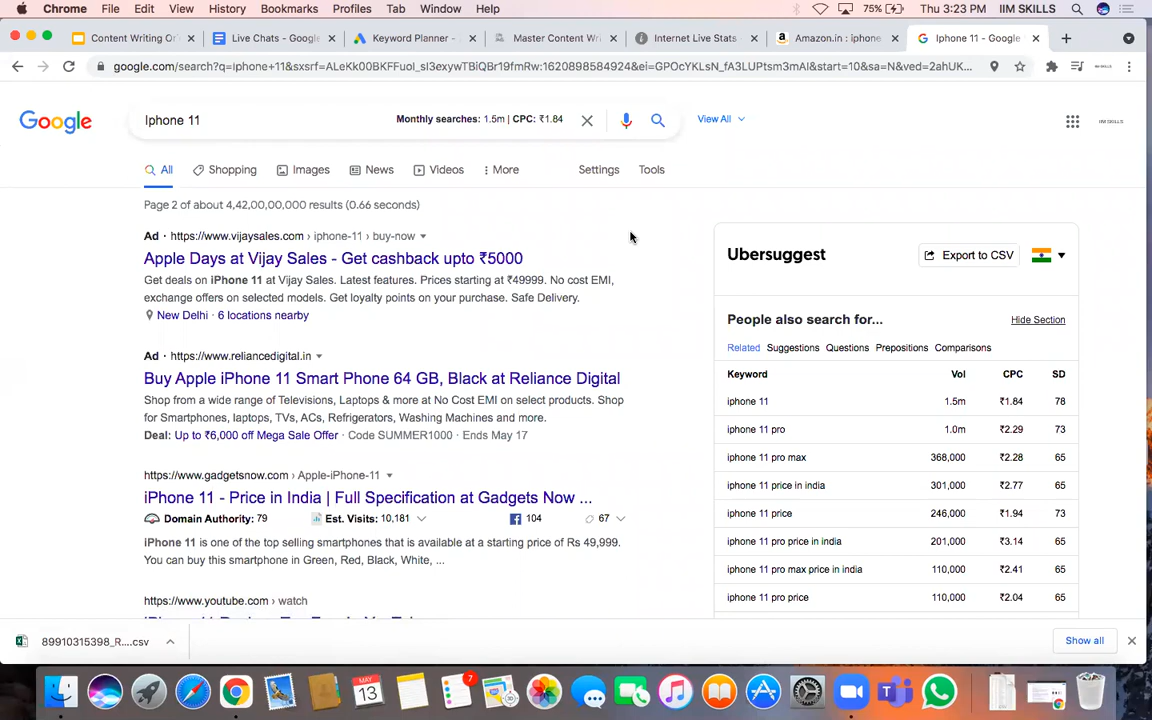 Chrome File Edit View History Bookmarks Profiles Tab Window Help 75% Thu 3:23 PM IIM SKILLS
Content Writing Or Live Chats - Google Keyword Planner - Master Content Wri Internet Live Stats Amazon.in : iphone Iphone 11 - Google
google.com/search?q=iphone+11&sxsrf=ALeKk00BKFFuoI_sI3exywTBiQBr19fmRw:1620898584924&ei=GPOcYKLsN_fA3LUPtsm3mAI&start=10&sa=N&ved=2ahUK...
Google
Iphone 11 Monthly searches: 1.5m | CPC: ₹1.84 View All IIM SKILLS
All Shopping Images News Videos More Settings Tools
Page 2 of about 4,42,00,00,000 results (0.66 seconds)
Ad · https://www.vijaysales.com › iphone-11 › buy-now
Apple Days at Vijay Sales - Get cashback upto ₹5000
Get deals on iPhone 11 at Vijay Sales. Latest features. Prices starting at ₹49999. No cost EMI,
exchange offers on selected models. Get loyalty points on your purchase. Safe Delivery.
New Delhi · 6 locations nearby
Ad · https://www.reliancedigital.in
Buy Apple iPhone 11 Smart Phone 64 GB, Black at Reliance Digital
Shop from a wide range of Televisions, Laptops & more at No Cost EMI on select products. Shop
for Smartphones, laptops, TVs, ACs, Refrigerators, Washing Machines and more.
Deal: Up to ₹6,000 off Mega Sale Offer · Code SUMMER1000 · Ends May 17
https://www.gadgetsnow.com › Apple-iPhone-11
iPhone 11 - Price in India | Full Specification at Gadgets Now ...
Domain Authority: 79 Est. Visits: 10,181 104 67
iPhone 11 is one of the top selling smartphones that is available at a starting price of Rs 49,999.
You can buy this smartphone in Green, Red, Black, White, ...
https://www.youtube.com › watch
Ubersuggest Export to CSV
People also search for... Hide Section
Related Suggestions Questions Prepositions Comparisons
Keyword Vol CPC SD
iphone 11 1.5m ₹1.84 78
iphone 11 pro 1.0m ₹2.29 73
iphone 11 pro max 368,000 ₹2.28 65
iphone 11 price in india 301,000 ₹2.77 65
iphone 11 price 246,000 ₹1.94 73
iphone 11 pro price in india 201,000 ₹3.14 65
iphone 11 pro max price in india 110,000 ₹2.41 65
iphone 11 pro price 110,000 ₹2.04 65
89910315398_R....csv Show all
MAY
13
7